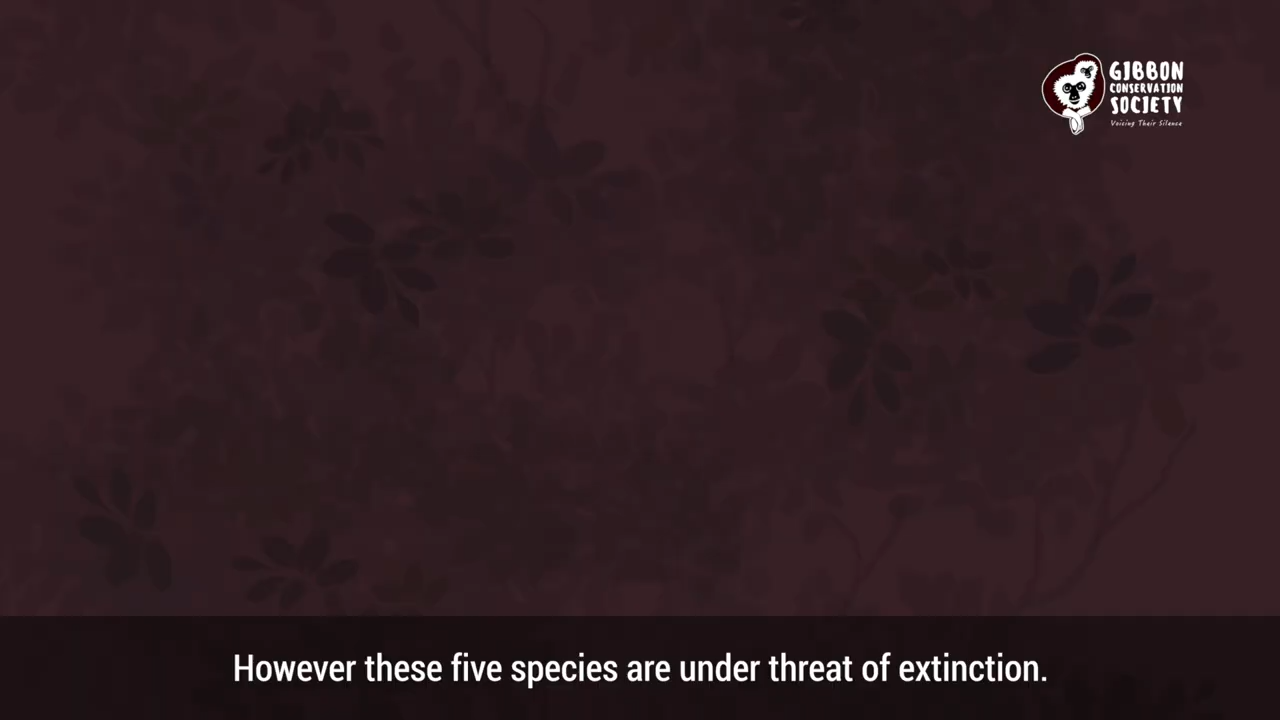 GIBBON
CONSERVATION
SOCIETY
Voicing Their Silence
However these five species are under threat of extinction.